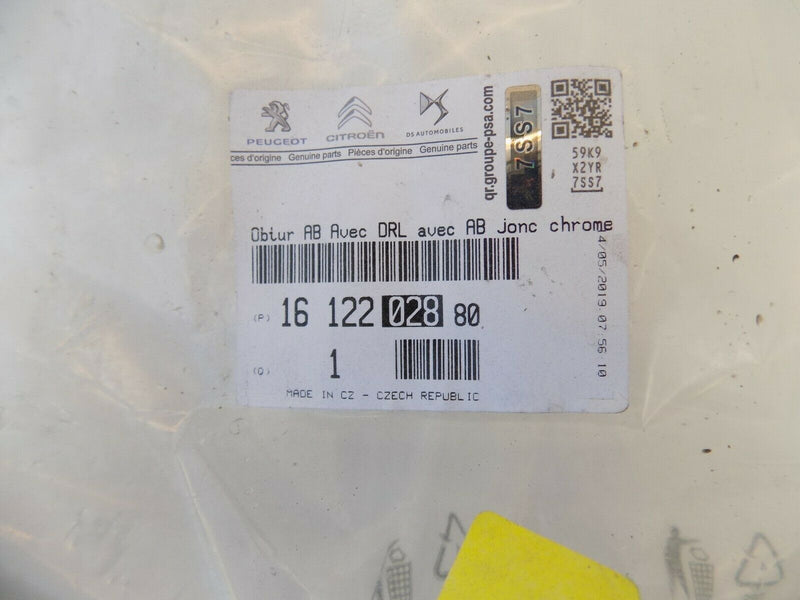 PEUGEOT CITROËN DS AUTOMOBILES
ces d'origine Genuine parts Pièces d'origine Genuine parts
qr.groupe-psa.com
7SS7
59K9
X2YR
7SS7
Obtur AB Avec DRL avec AB jonc chrome
(P) 16 122 028 80
(Q) 1
MADE IN CZ - CZECH REPUBLIC
4/05/2019 07:56:10